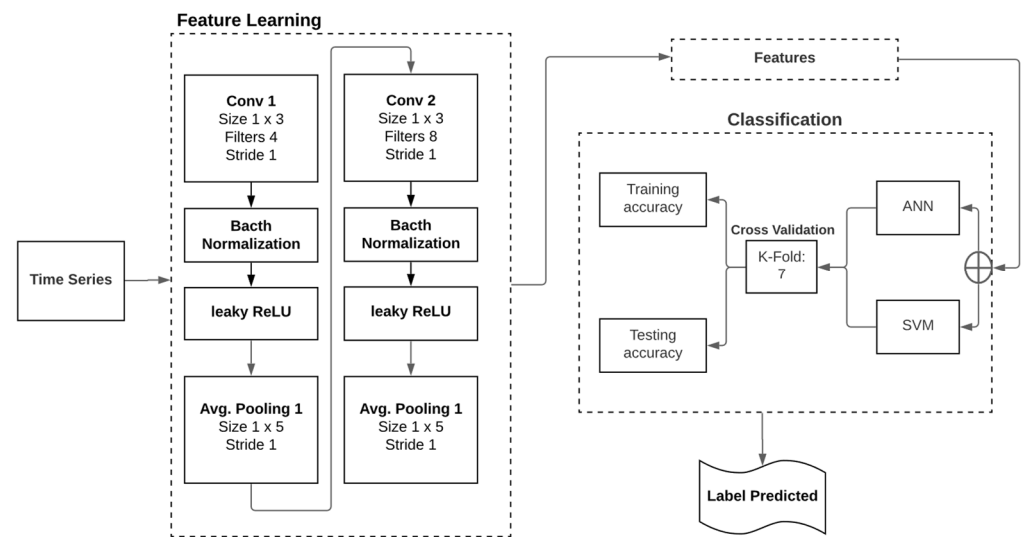 Feature Learning
Time Series
Conv 1
Size 1 x 3
Filters 4
Stride 1
Bacth
Normalization
leaky ReLU
Avg. Pooling 1
Size 1 x 5
Stride 1
Conv 2
Size 1 x 3
Filters 8
Stride 1
Bacth
Normalization
leaky ReLU
Avg. Pooling 1
Size 1 x 5
Stride 1
Features
Classification
Training
accuracy
Testing
accuracy
Cross Validation
K-Fold:
7
ANN
SVM
Label Predicted